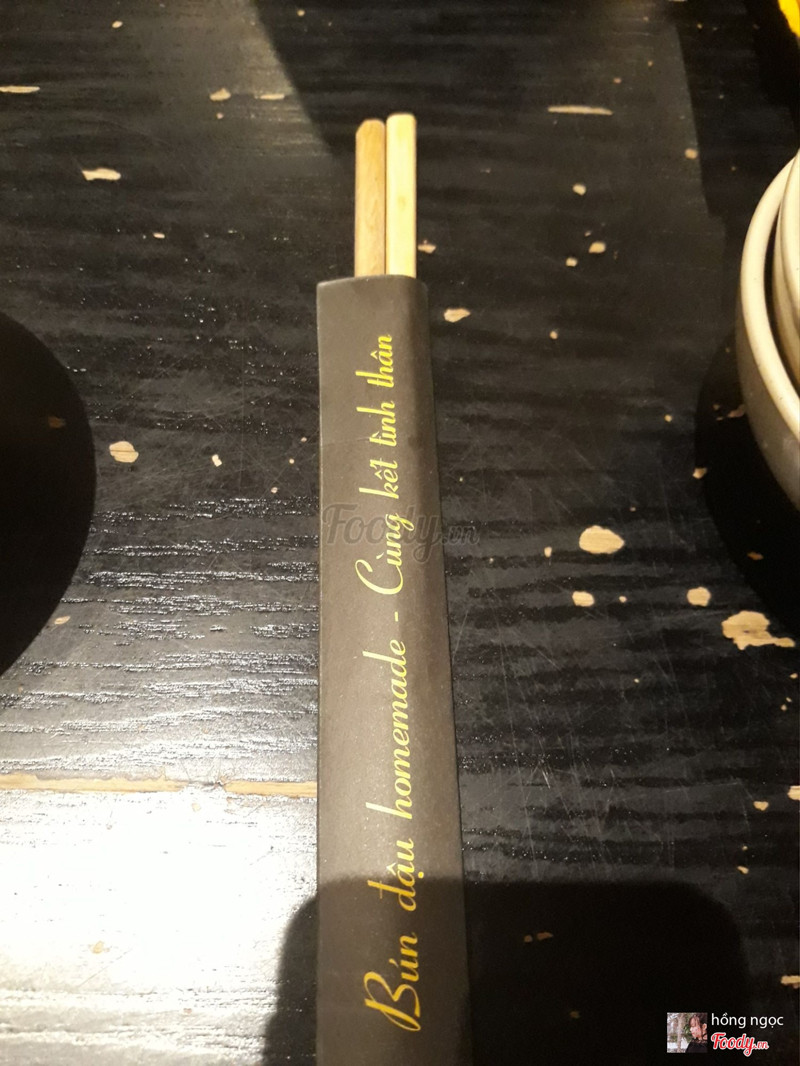 Bún đậu homemade - Cùng kết tình thân
Foody.vn
hồng ngọc
Foody.vn